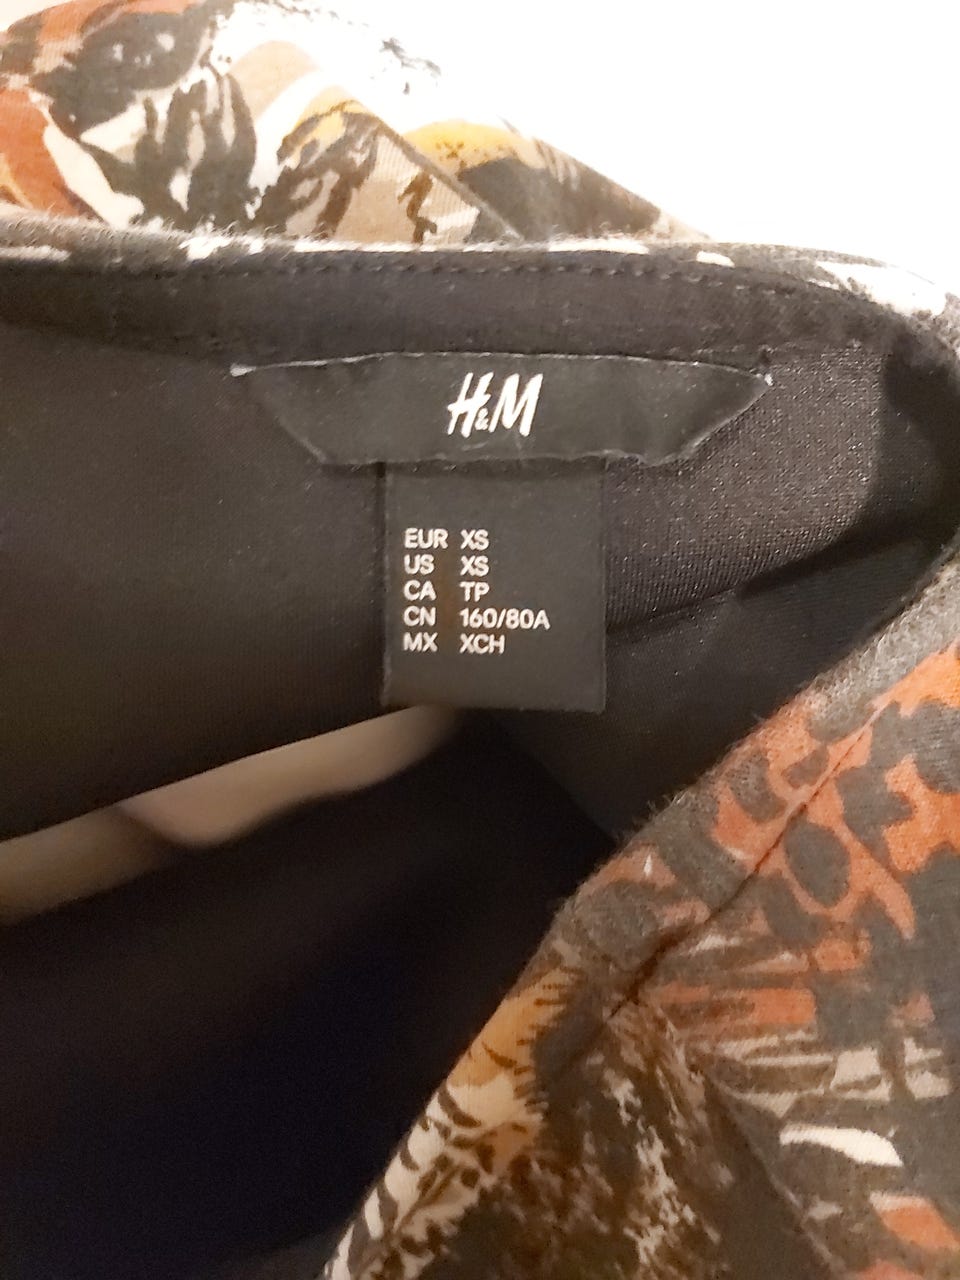 H&M
EUR XS
US XS
CA TP
CN 160/80A
MX XCH